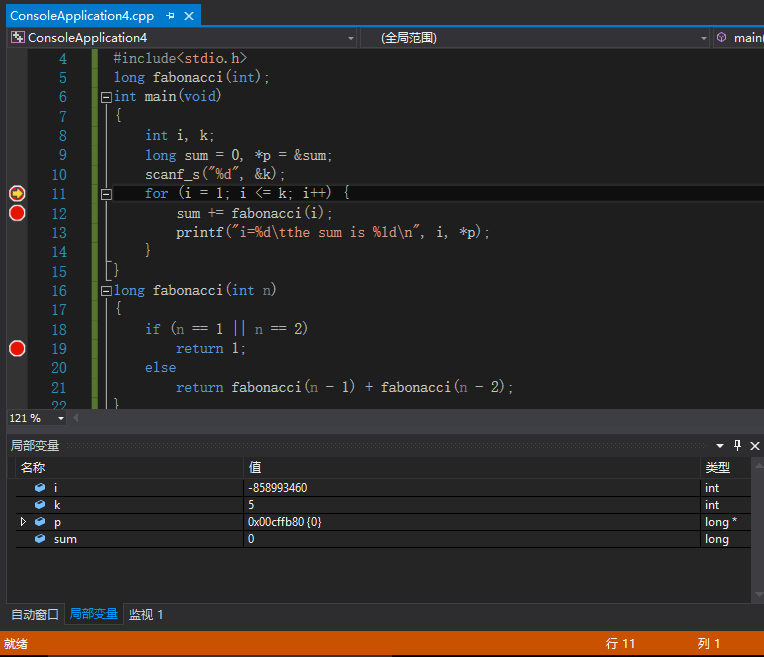 ConsoleApplication4.cpp
ConsoleApplication4 (全局范围) main(
4 #include<stdio.h>
5 long fabonacci(int);
6 int main(void)
7 {
8 int i, k;
9 long sum = 0, *p = &sum;
10 scanf_s("%d", &k);
11 for (i = 1; i <= k; i++) {
12 sum += fabonacci(i);
13 printf("i=%d\tthe sum is %ld\n", i, *p);
14 }
15 }
16 long fabonacci(int n)
17 {
18 if (n == 1 || n == 2)
19 return 1;
20 else
21 return fabonacci(n - 1) + fabonacci(n - 2);
22 }
121 %
局部变量
名称 值 类型
i -858993460 int
k 5 int
p 0x00cffb80 {0} long *
sum 0 long
自动窗口 局部变量 监视 1
就绪 行 11 列 1